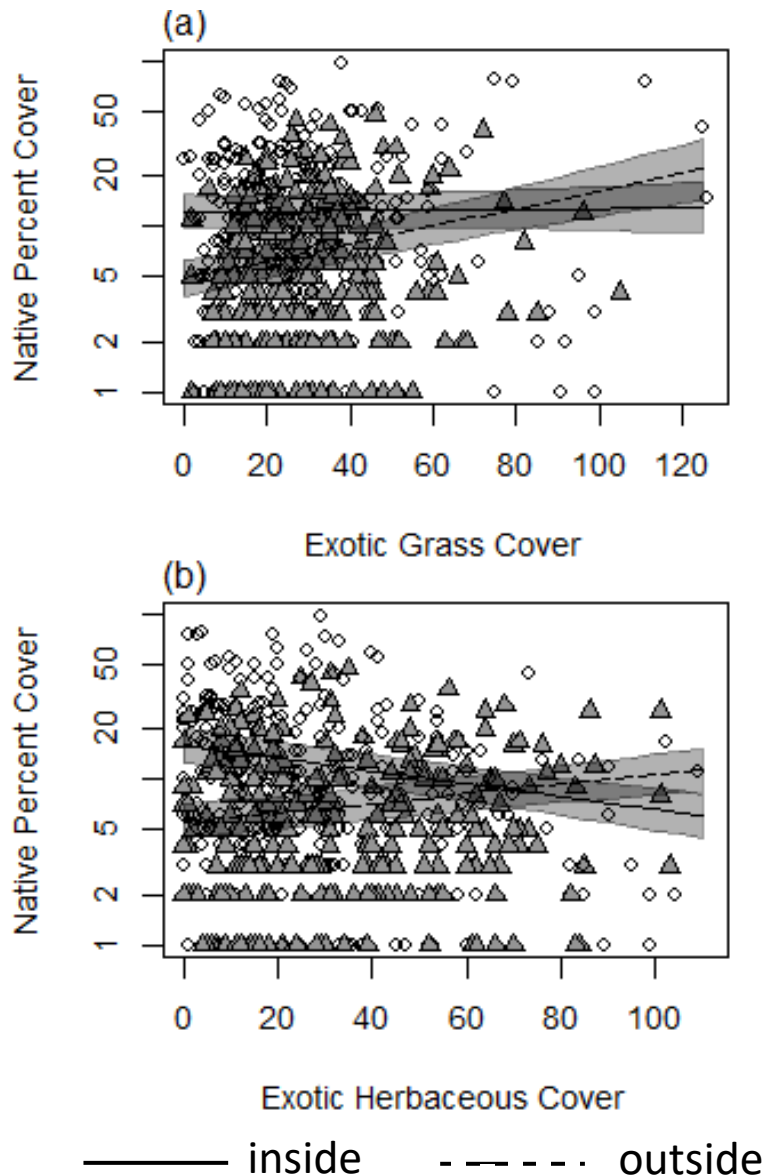 (a)
Native Percent Cover
50
20
5
2
1
0 20 40 60 80 100 120
Exotic Grass Cover
(b)
Native Percent Cover
50
20
5
2
1
0 20 40 60 80 100
Exotic Herbaceous Cover
inside outside